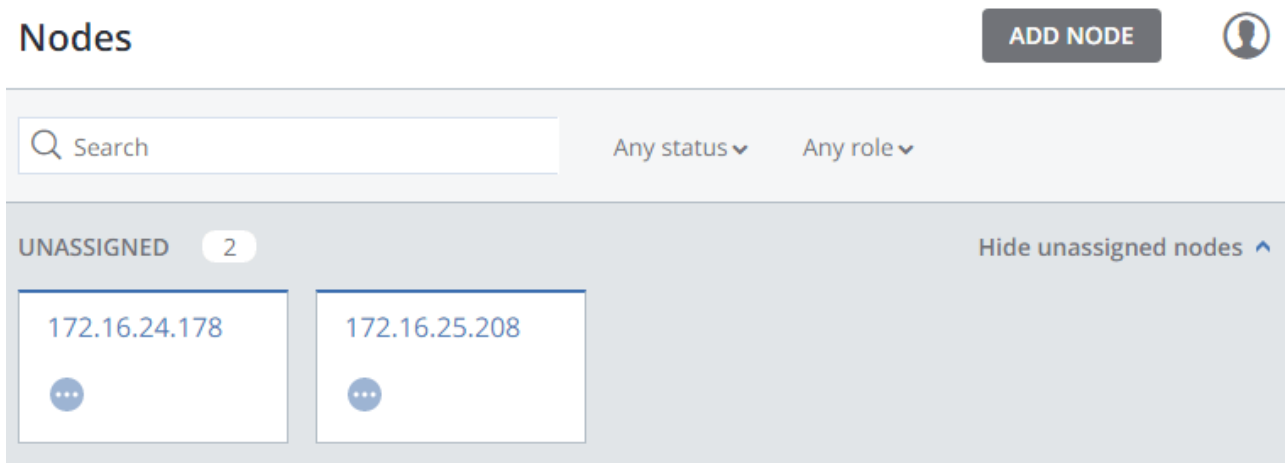 Nodes ADD NODE
Search Any status Any role
UNASSIGNED 2 Hide unassigned nodes
172.16.24.178 172.16.25.208